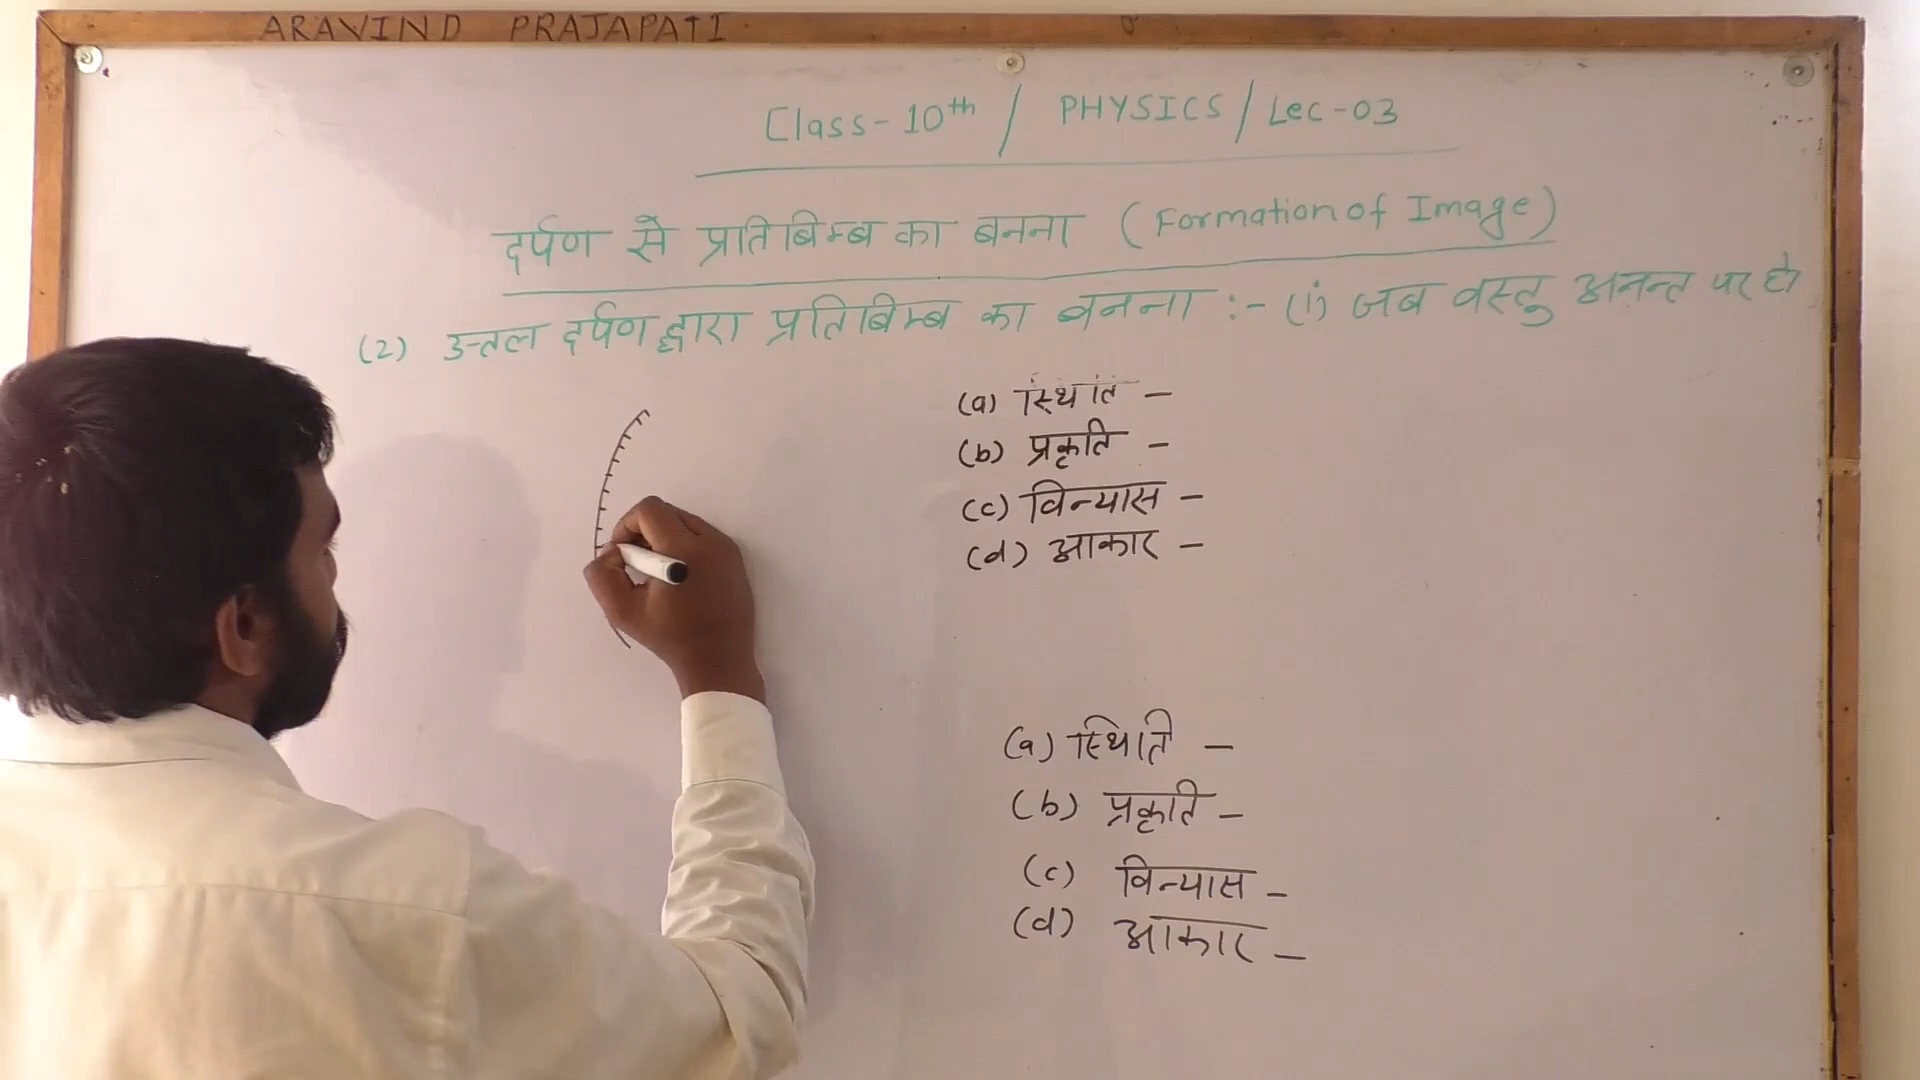 ARAVIND PRAJAPATI
Class-10th / PHYSICS / Lec-03
दर्पण से प्रतिबिम्ब का बनना (Formation of Image)
(2) उत्तल दर्पण द्वारा प्रतिबिम्ब का बनना :- (i) जब वस्तु अनन्त पर हो
(a) स्थिति -
(b) प्रकृति -
(c) विन्यास -
(d) आकार -
(a) स्थिति -
(b) प्रकृति -
(c) विन्यास -
(d) आकार -